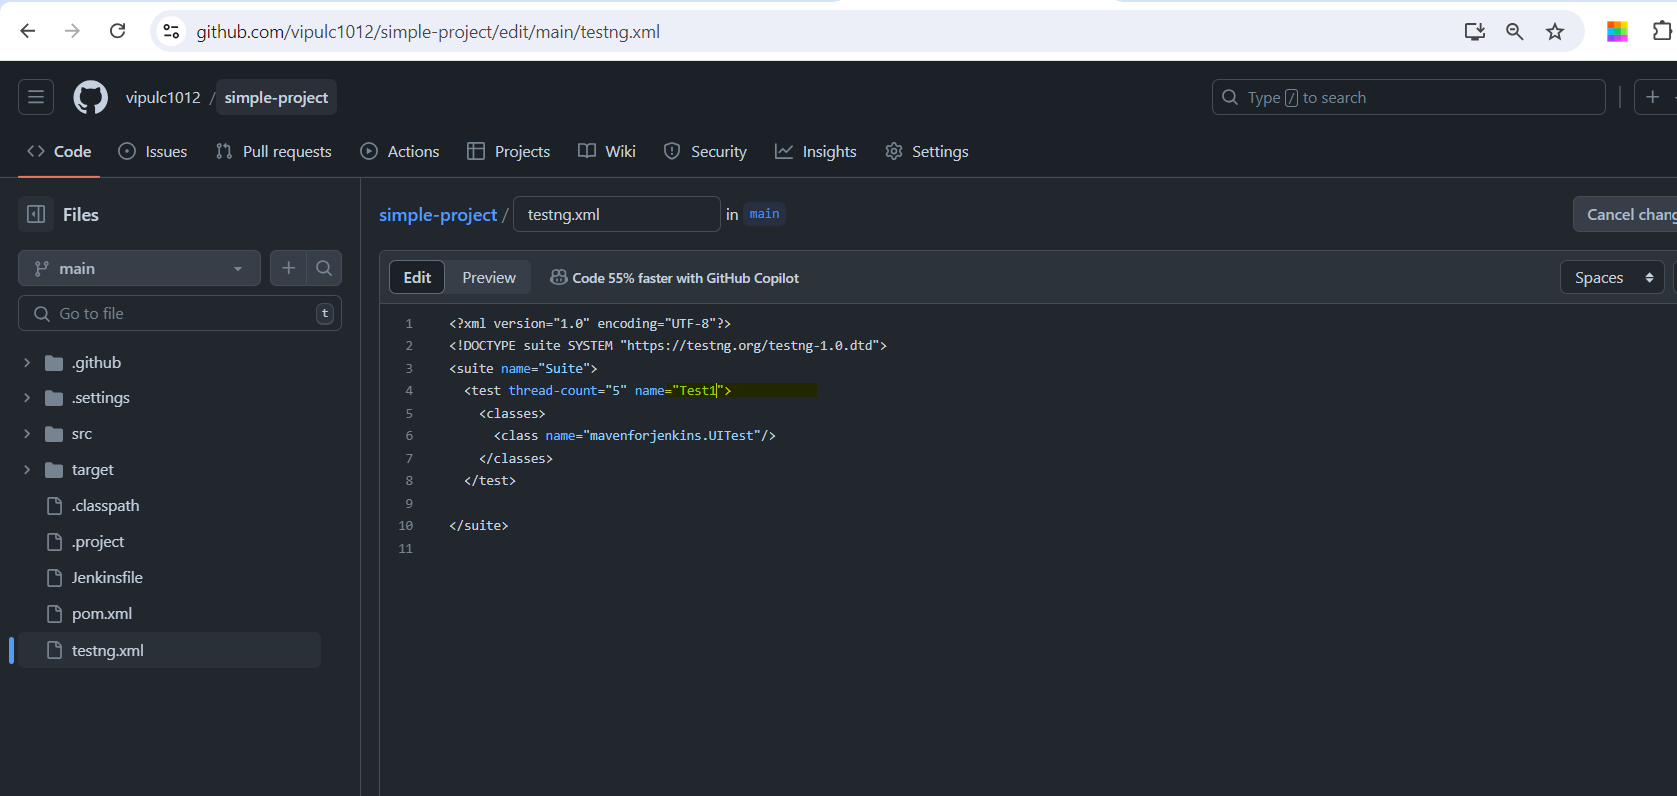 github.com/vipulc1012/simple-project/edit/main/testng.xml
vipulc1012 / simple-project
Type / to search
Code Issues Pull requests Actions Projects Wiki Security Insights Settings
Files
main
Go to file t
.github
.settings
src
target
.classpath
.project
Jenkinsfile
pom.xml
testng.xml
simple-project / testng.xml in main
Cancel chang
Edit Preview Code 55% faster with GitHub Copilot Spaces
1 <?xml version="1.0" encoding="UTF-8"?>
2 <!DOCTYPE suite SYSTEM "https://testng.org/testng-1.0.dtd">
3 <suite name="Suite">
4 <test thread-count="5" name="Test1">
5 <classes>
6 <class name="mavenforjenkins.UITest"/>
7 </classes>
8 </test>
9
10 </suite>
11